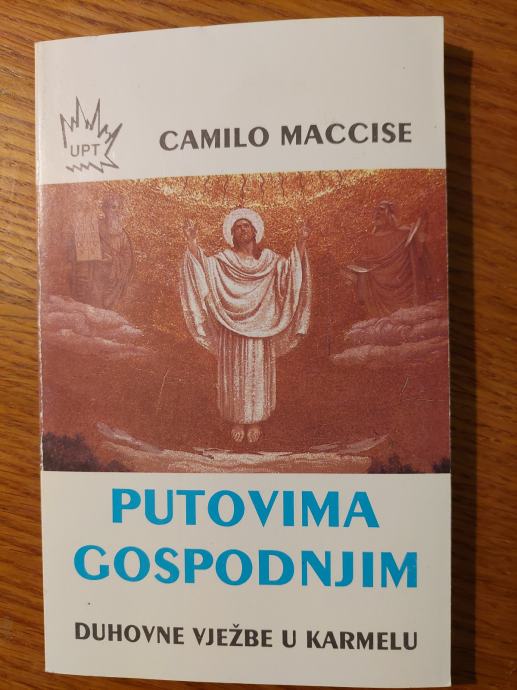 UPT
CAMILO MACCISE
PUTOVIMA
GOSPODNJIM
DUHOVNE VJEŽBE U KARMELU